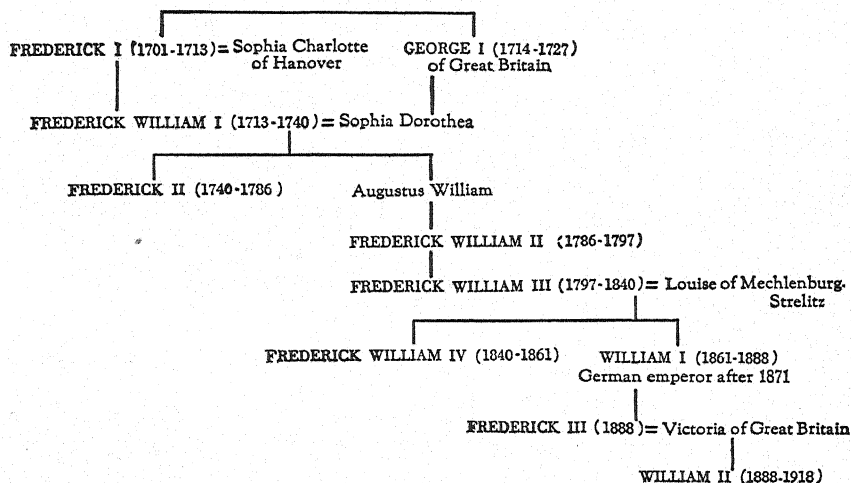 FREDERICK I (1701-1713) = Sophia Charlotte
of Hanover
GEORGE I (1714-1727)
of Great Britain
FREDERICK WILLIAM I (1713-1740) = Sophia Dorothea
FREDERICK II (1740-1786)
Augustus William
FREDERICK WILLIAM II (1786-1797)
FREDERICK WILLIAM III (1797-1840) = Louise of Mechlenburg-
Strelitz
FREDERICK WILLIAM IV (1840-1861)
WILLIAM I (1861-1888)
German emperor after 1871
FREDERICK III (1888) = Victoria of Great Britain
WILLIAM II (1888-1918)